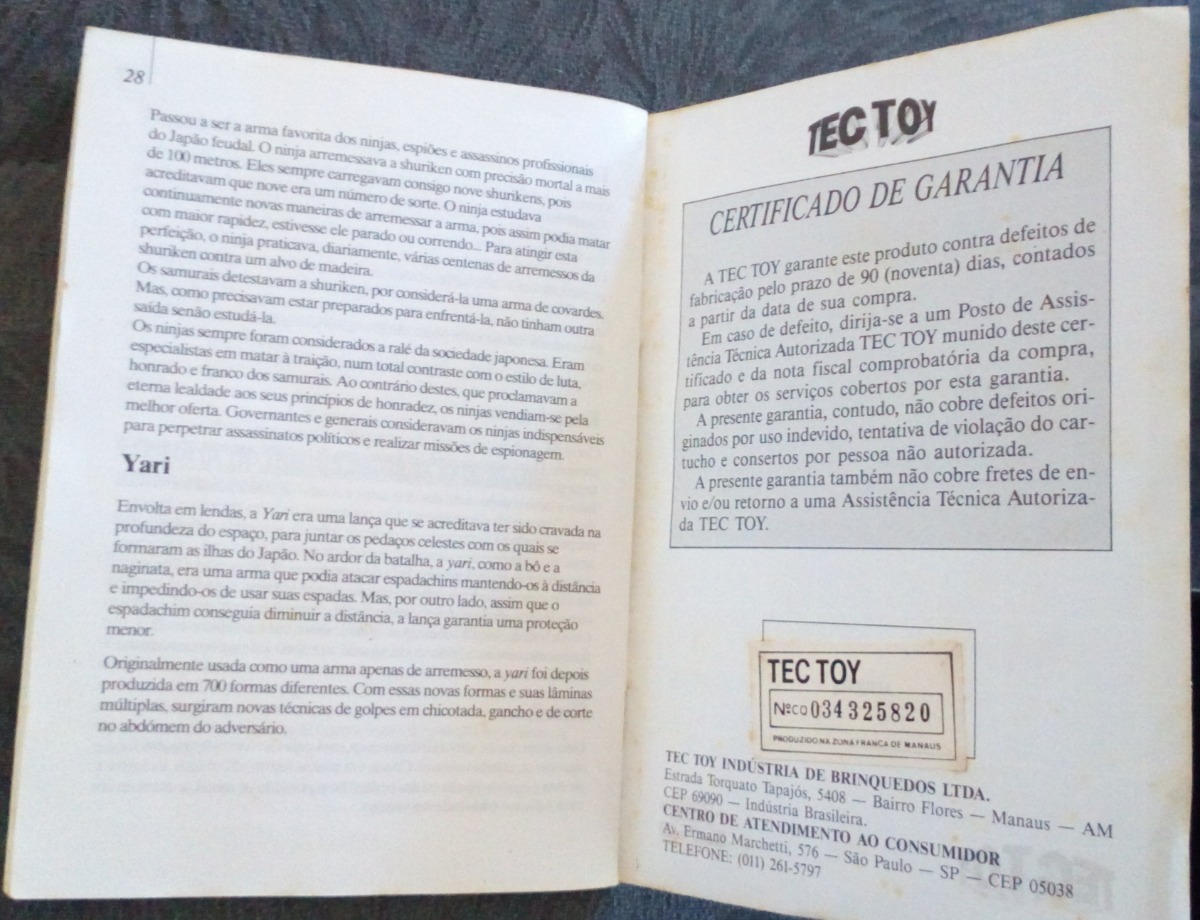 28
Passou a ser a arma favorita dos ninjas, espiões e assassinos profissionais
do Japão feudal. O ninja arremessava a shuriken com precisão mortal a mais
de 100 metros. Eles sempre carregavam consigo nove shurikens, pois
acreditavam que nove era um número de sorte. O ninja estudava
continuamente novas maneiras de arremessar a arma, pois assim podia matar
com maior rapidez, estivesse ele parado ou correndo... Para atingir esta
perfeição, o ninja praticava, diariamente, várias centenas de arremessos da
shuriken contra um alvo de madeira.
Os samurais detestavam a shuriken, por considerá-la uma arma de covardes.
Mas, como precisavam estar preparados para enfrentá-la, não tinham outra
saída senão estudá-la.
Os ninjas sempre foram considerados a ralé da sociedade japonesa. Eram
especialistas em matar à traição, num total contraste com o estilo de luta,
honrado e franco dos samurais. Ao contrário destes, que proclamavam a
eterna lealdade aos seus princípios de honradez, os ninjas vendiam-se pela
melhor oferta. Governantes e generais consideravam os ninjas indispensáveis
para perpetrar assassinatos políticos e realizar missões de espionagem.
Yari
Envolta em lendas, a Yari era uma lança que se acreditava ter sido cravada na
profundeza do espaço, para juntar os pedaços celestes com os quais se
formaram as ilhas do Japão. No ardor da batalha, a yari, como a bô e a
naginata, era uma arma que podia atacar espadachins mantendo-os à distância
e impedindo-os de usar suas espadas. Mas, por outro lado, assim que o
espadachim conseguia diminuir a distância, a lança garantia uma proteção
menor.
Originalmente usada como uma arma apenas de arremesso, a yari foi depois
produzida em 700 formas diferentes. Com essas novas formas e suas lâminas
múltiplas, surgiram novas técnicas de golpes em chicotada, gancho e de corte
no abdómem do adversário.
TEC TOY
CERTIFICADO DE GARANTIA
A TEC TOY garante este produto contra defeitos de
fabricação pelo prazo de 90 (noventa) dias, contados
a partir da data de sua compra.
Em caso de defeito, dirija-se a um Posto de Assis-
tência Técnica Autorizada TEC TOY munido deste cer-
tificado e da nota fiscal comprobatória da compra,
para obter os serviços cobertos por esta garantia.
A presente garantia, contudo, não cobre defeitos ori-
ginados por uso indevido, tentativa de violação do car-
tucho e consertos por pessoa não autorizada.
A presente garantia também não cobre fretes de en-
vio e/ou retorno a uma Assistência Técnica Autoriza-
da TEC TOY.
TEC TOY
Nº CO 034325820
PRODUZIDO NA ZONA FRANCA DE MANAUS
TEC TOY INDÚSTRIA DE BRINQUEDOS LTDA.
Estrada Torquato Tapajós, 5408 — Bairro Flores — Manaus — AM
CEP 69090 — Indústria Brasileira.
CENTRO DE ATENDIMENTO AO CONSUMIDOR
Av. Ermano Marchetti, 576 — São Paulo — SP — CEP 05038
TELEFONE: (011) 261-5797